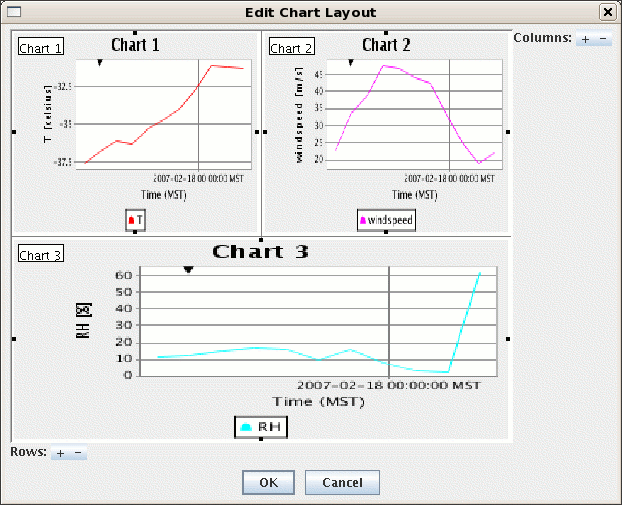 Edit Chart Layout
Chart 1
Chart 1
T [celsius]
-32.5
-35
-37.5
2007-02-18 00:00:00 MST
Time (MST)
T
Chart 2
Chart 2
windspeed [m/s]
45
40
35
30
25
20
2007-02-18 00:00:00 MST
Time (MST)
windspeed
Columns: + -
Chart 3
Chart 3
RH [%]
60
50
40
30
20
10
0
2007-02-18 00:00:00 MST
Time (MST)
RH
Rows: + -
OK
Cancel